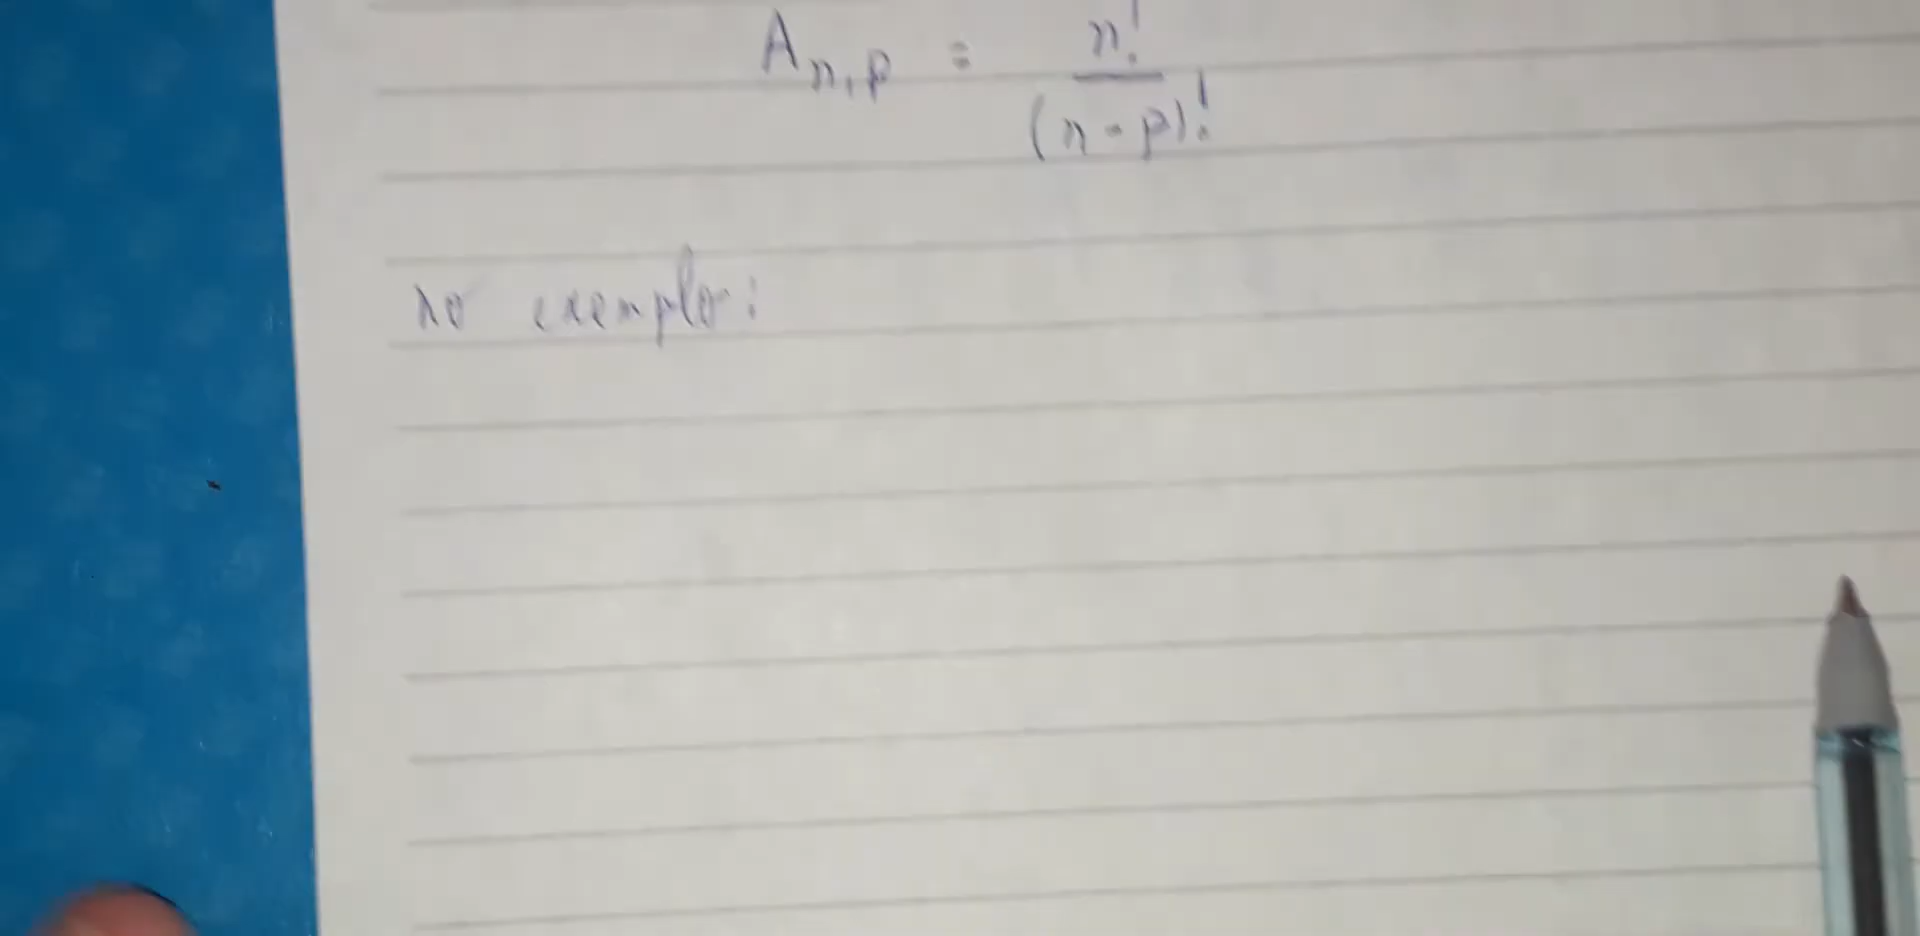 A n,p = n! / (n - p)!
no exemplo: